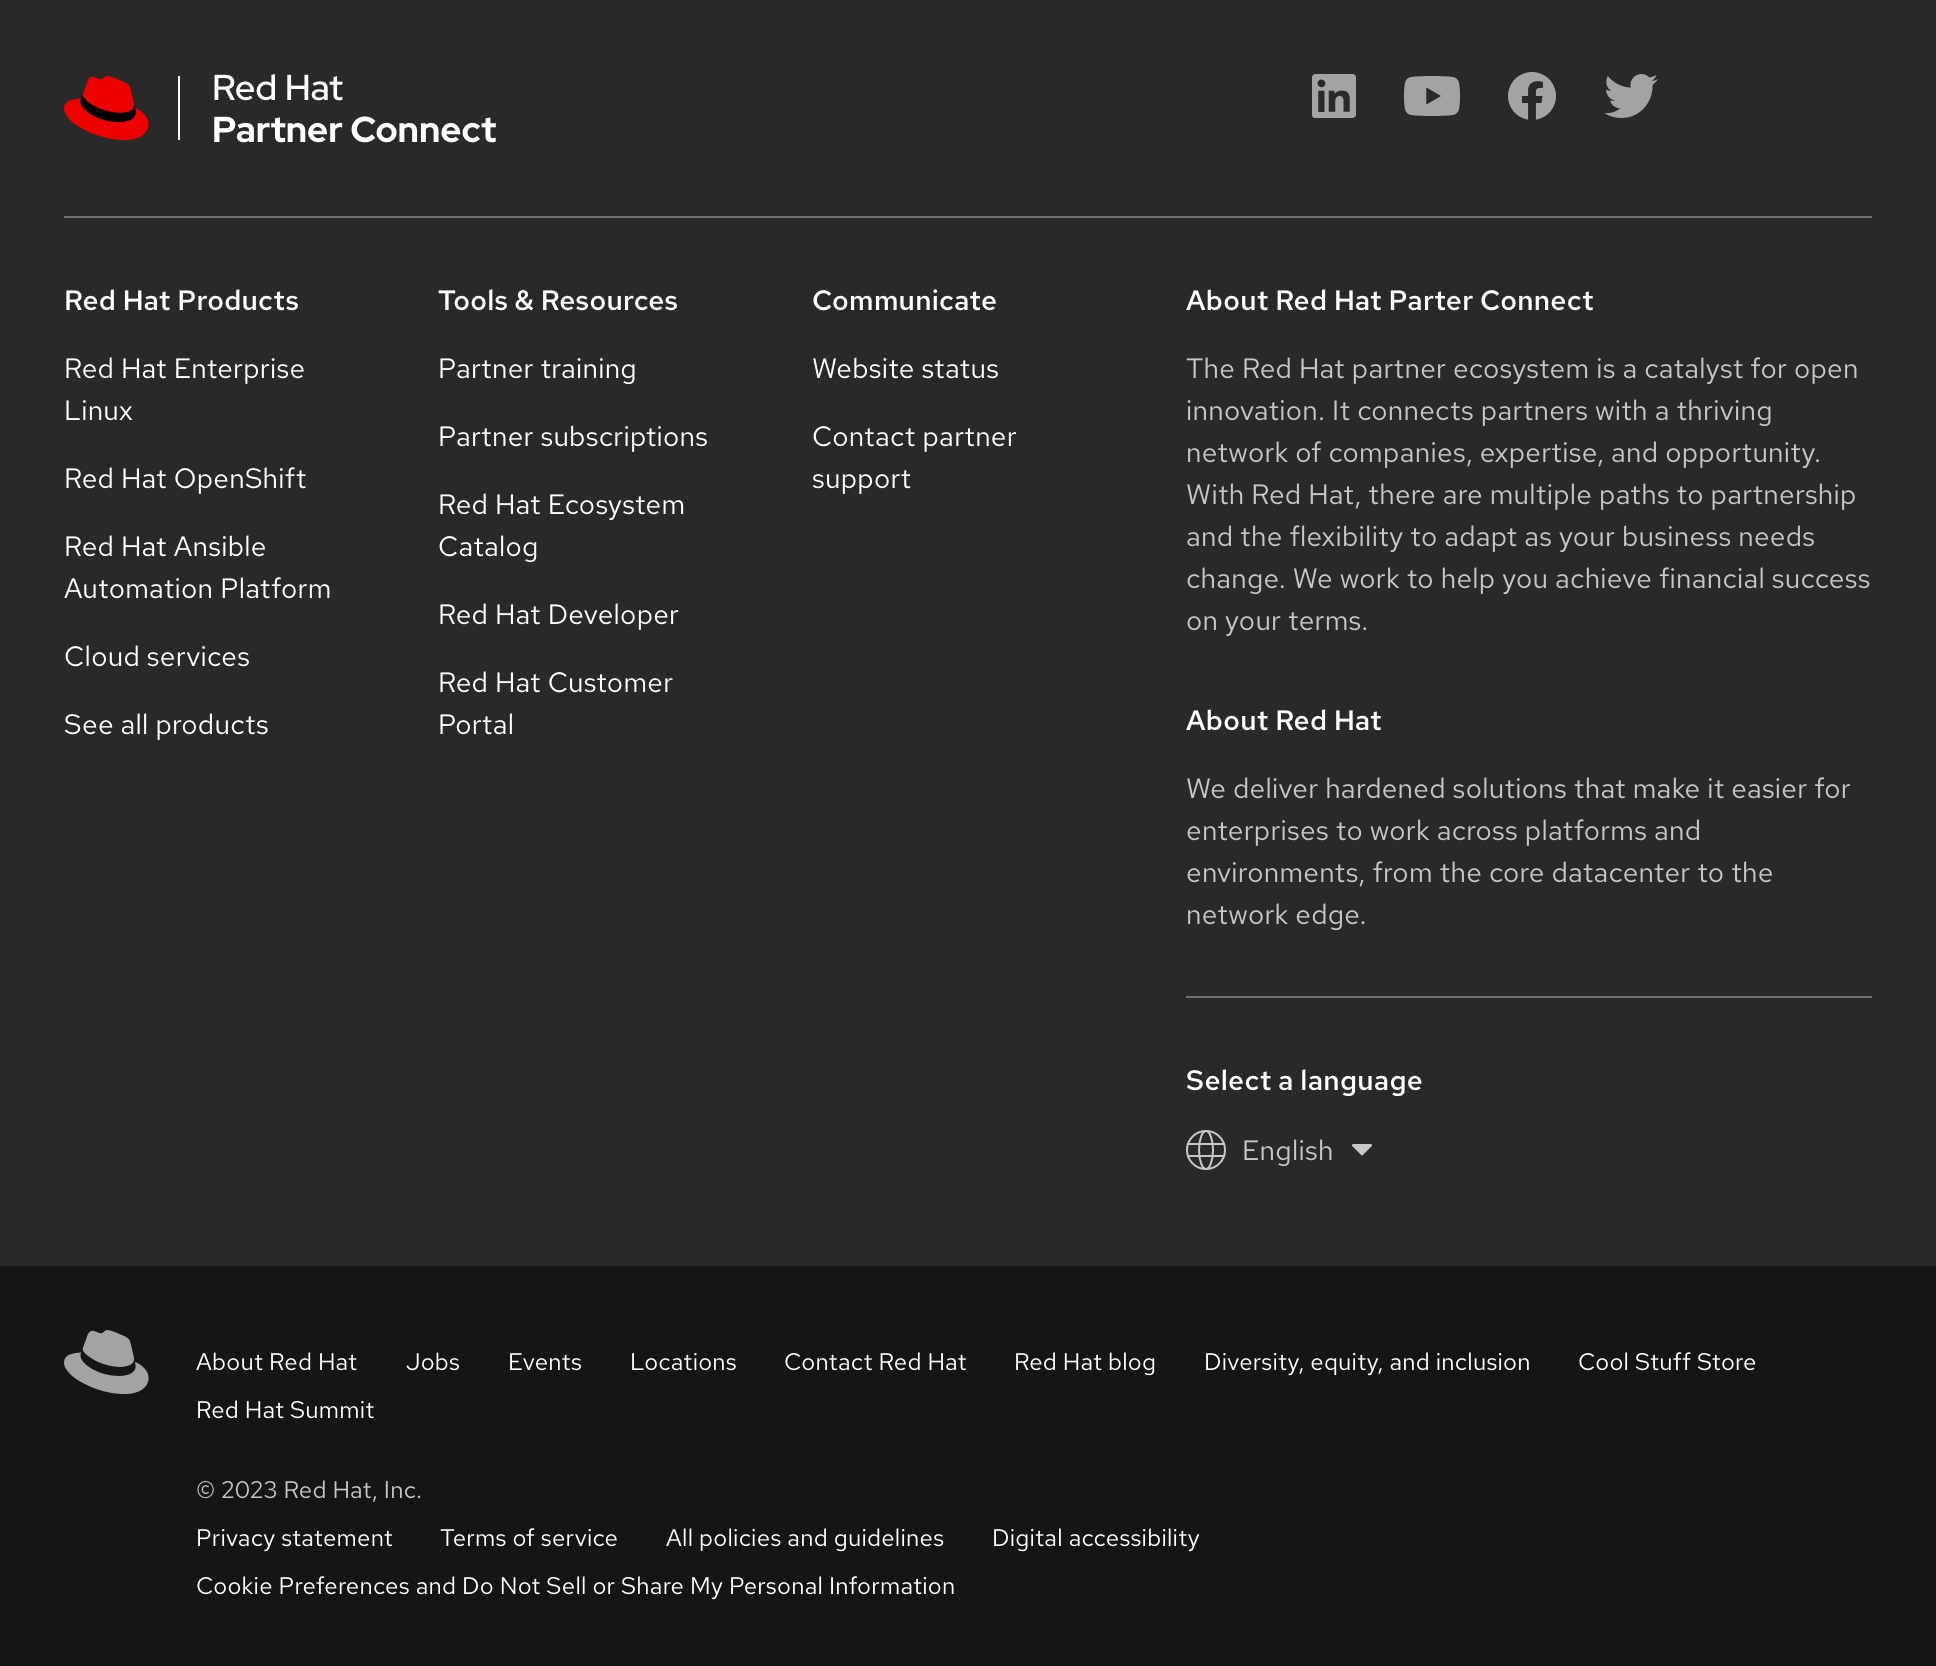 Red Hat
Partner Connect
Red Hat Products
Red Hat Enterprise
Linux
Red Hat OpenShift
Red Hat Ansible
Automation Platform
Cloud services
See all products
Tools & Resources
Partner training
Partner subscriptions
Red Hat Ecosystem
Catalog
Red Hat Developer
Red Hat Customer
Portal
Communicate
Website status
Contact partner
support
About Red Hat Parter Connect
The Red Hat partner ecosystem is a catalyst for open
innovation. It connects partners with a thriving
network of companies, expertise, and opportunity.
With Red Hat, there are multiple paths to partnership
and the flexibility to adapt as your business needs
change. We work to help you achieve financial success
on your terms.
About Red Hat
We deliver hardened solutions that make it easier for
enterprises to work across platforms and
environments, from the core datacenter to the
network edge.
Select a language
English
About Red Hat Jobs Events Locations Contact Red Hat Red Hat blog Diversity, equity, and inclusion Cool Stuff Store
Red Hat Summit
© 2023 Red Hat, Inc.
Privacy statement Terms of service All policies and guidelines Digital accessibility
Cookie Preferences and Do Not Sell or Share My Personal Information